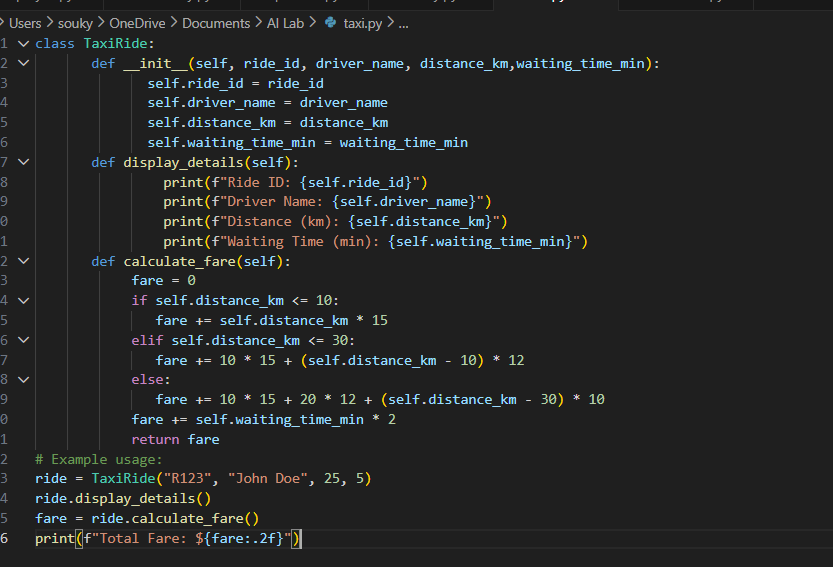 Users > souky > OneDrive > Documents > AI Lab > taxi.py > ...
1 class TaxiRide:
2 def __init__(self, ride_id, driver_name, distance_km,waiting_time_min):
3 self.ride_id = ride_id
4 self.driver_name = driver_name
5 self.distance_km = distance_km
6 self.waiting_time_min = waiting_time_min
7 def display_details(self):
8 print(f"Ride ID: {self.ride_id}")
9 print(f"Driver Name: {self.driver_name}")
0 print(f"Distance (km): {self.distance_km}")
1 print(f"Waiting Time (min): {self.waiting_time_min}")
2 def calculate_fare(self):
3 fare = 0
4 if self.distance_km <= 10:
5 fare += self.distance_km * 15
6 elif self.distance_km <= 30:
7 fare += 10 * 15 + (self.distance_km - 10) * 12
8 else:
9 fare += 10 * 15 + 20 * 12 + (self.distance_km - 30) * 10
0 fare += self.waiting_time_min * 2
1 return fare
2 # Example usage:
3 ride = TaxiRide("R123", "John Doe", 25, 5)
4 ride.display_details()
5 fare = ride.calculate_fare()
6 print(f"Total Fare: ${fare:.2f}")